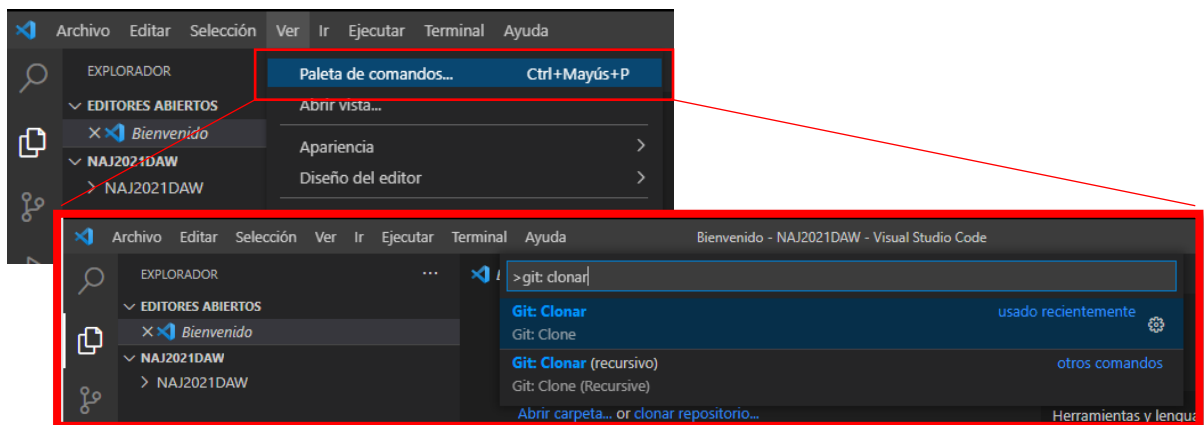 Archivo Editar Selección Ver Ir Ejecutar Terminal Ayuda
EXPLORADOR
Paleta de comandos... Ctrl+Mayús+P
EDITORES ABIERTOS
Abrir vista...
Bienvenido
Apariencia
NAJ2021DAW
Diseño del editor
NAJ2021DAW
Archivo Editar Selección Ver Ir Ejecutar Terminal Ayuda Bienvenido - NAJ2021DAW - Visual Studio Code
EXPLORADOR ...
>git: clonar
EDITORES ABIERTOS
Git: Clonar usado recientemente
Bienvenido
Git: Clone
NAJ2021DAW
Git: Clonar (recursivo) otros comandos
NAJ2021DAW
Git: Clone (Recursive)
Abrir carpeta... or clonar repositorio...
Herramientas y